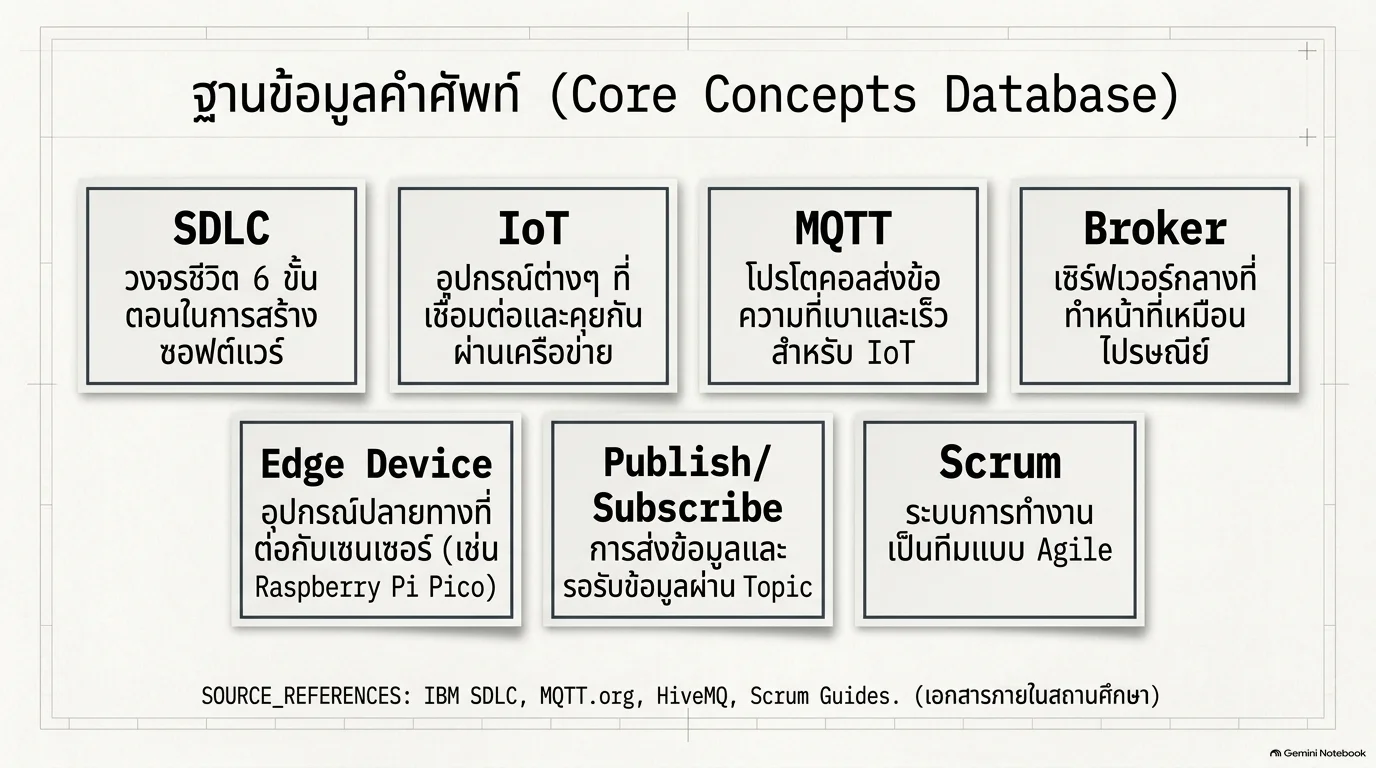 ฐานข้อมูลคำศัพท์ (Core Concepts Database)
SDLC
วงจรชีวิต 6 ขั้น
ตอนในการสร้าง
ซอฟต์แวร์
IoT
อุปกรณ์ต่างๆ ที่
เชื่อมต่อและคุยกัน
ผ่านเครือข่าย
MQTT
โปรโตคอลส่งข้อ
ความที่เบาและเร็ว
สำหรับ IoT
Broker
เซิร์ฟเวอร์กลางที่
ทำหน้าที่เหมือน
ไปรษณีย์
Edge Device
อุปกรณ์ปลายทางที่
ต่อกับเซนเซอร์ (เช่น
Raspberry Pi Pico)
Publish/
Subscribe
การส่งข้อมูลและ
รอรับข้อมูลผ่าน Topic
Scrum
ระบบการทำงาน
เป็นทีมแบบ Agile
SOURCE_REFERENCES: IBM SDLC, MQTT.org, HiveMQ, Scrum Guides. (เอกสารภายในสถานศึกษา)
Gemini Notebook